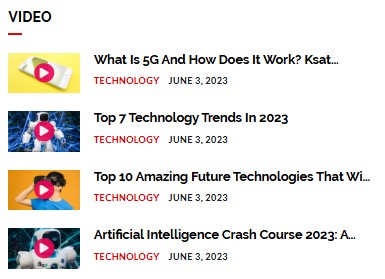 VIDEO
What Is 5G And How Does It Work? Ksat...
TECHNOLOGY JUNE 3, 2023
Top 7 Technology Trends In 2023
TECHNOLOGY JUNE 3, 2023
Top 10 Amazing Future Technologies That Wi...
TECHNOLOGY JUNE 3, 2023
Artificial Intelligence Crash Course 2023: A...
TECHNOLOGY JUNE 3, 2023